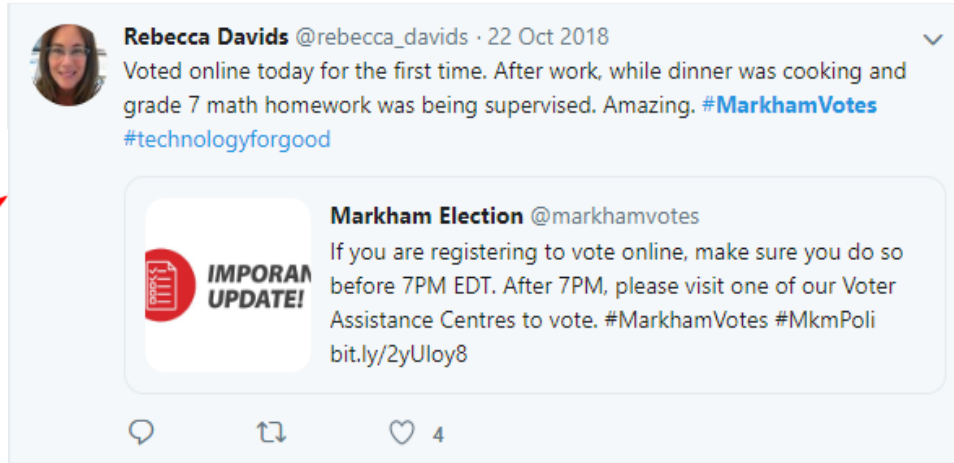 Rebecca Davids @rebecca_davids · 22 Oct 2018
Voted online today for the first time. After work, while dinner was cooking and
grade 7 math homework was being supervised. Amazing. #MarkhamVotes
#technologyforgood
Markham Election @markhamvotes
If you are registering to vote online, make sure you do so
before 7PM EDT. After 7PM, please visit one of our Voter
Assistance Centres to vote. #MarkhamVotes #MkmPoli
bit.ly/2yUloy8
IMPORAN
UPDATE!
4